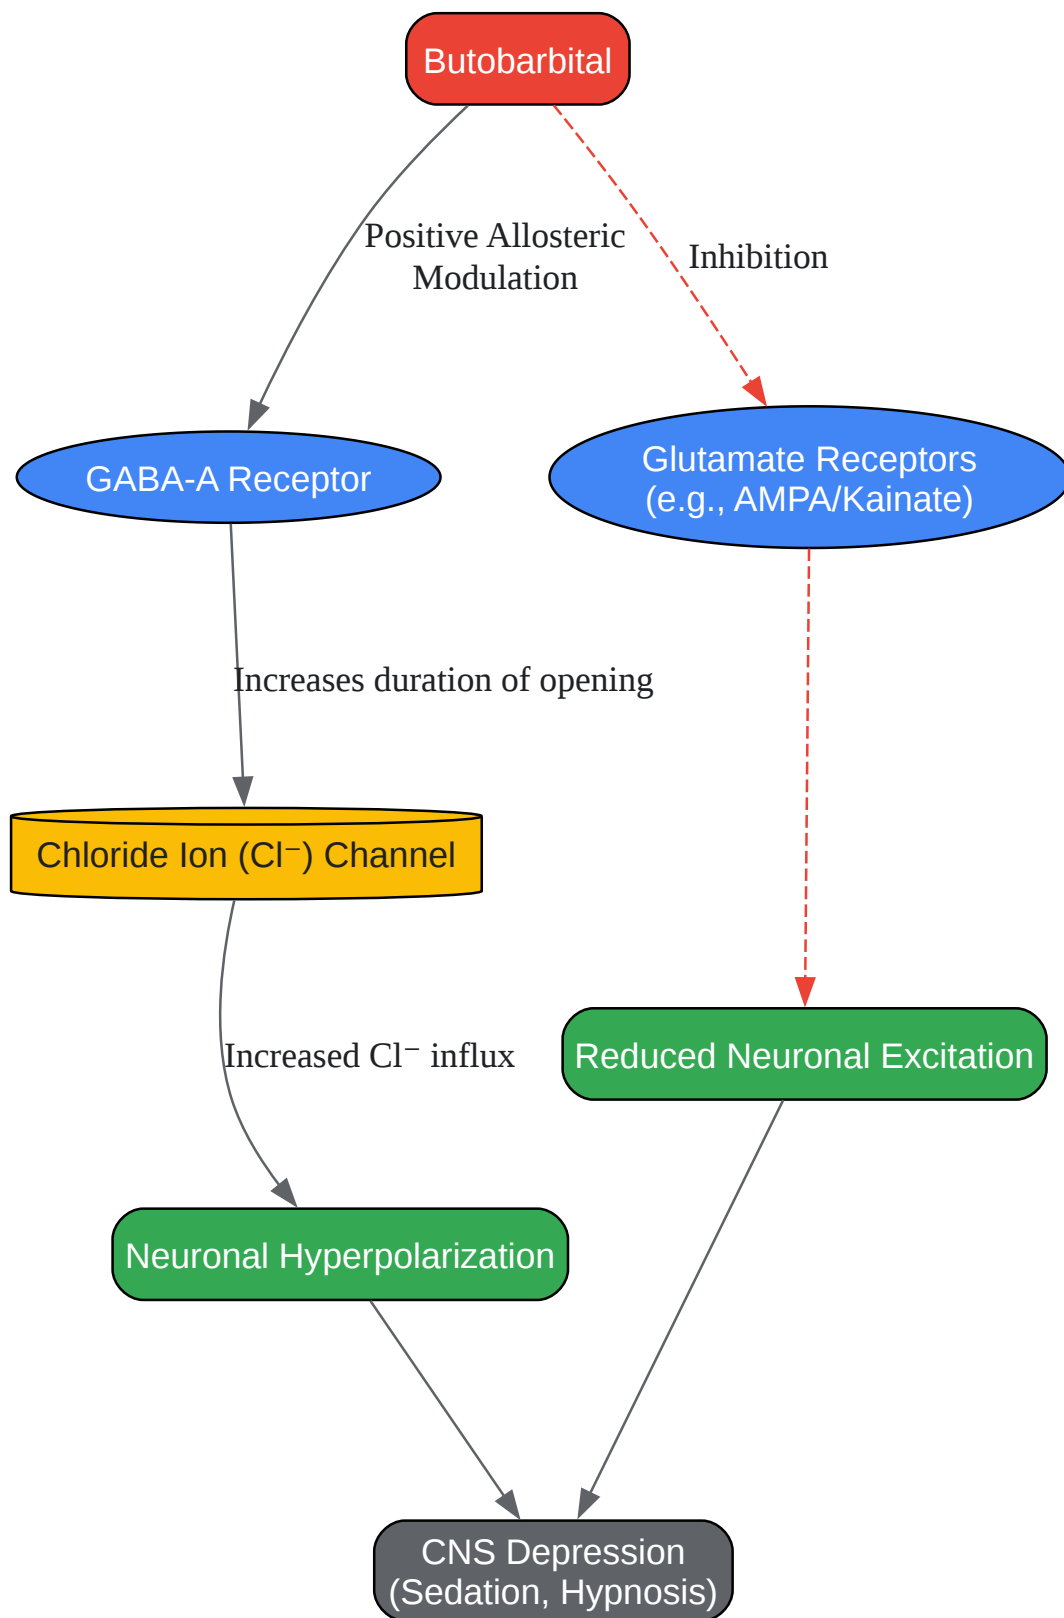 Butobarbital
Positive Allosteric
Modulation
Inhibition
GABA-A Receptor
Glutamate Receptors
(e.g., AMPA/Kainate)
Increases duration of opening
Chloride Ion (Cl⁻) Channel
Increased Cl⁻ influx
Reduced Neuronal Excitation
Neuronal Hyperpolarization
CNS Depression
(Sedation, Hypnosis)